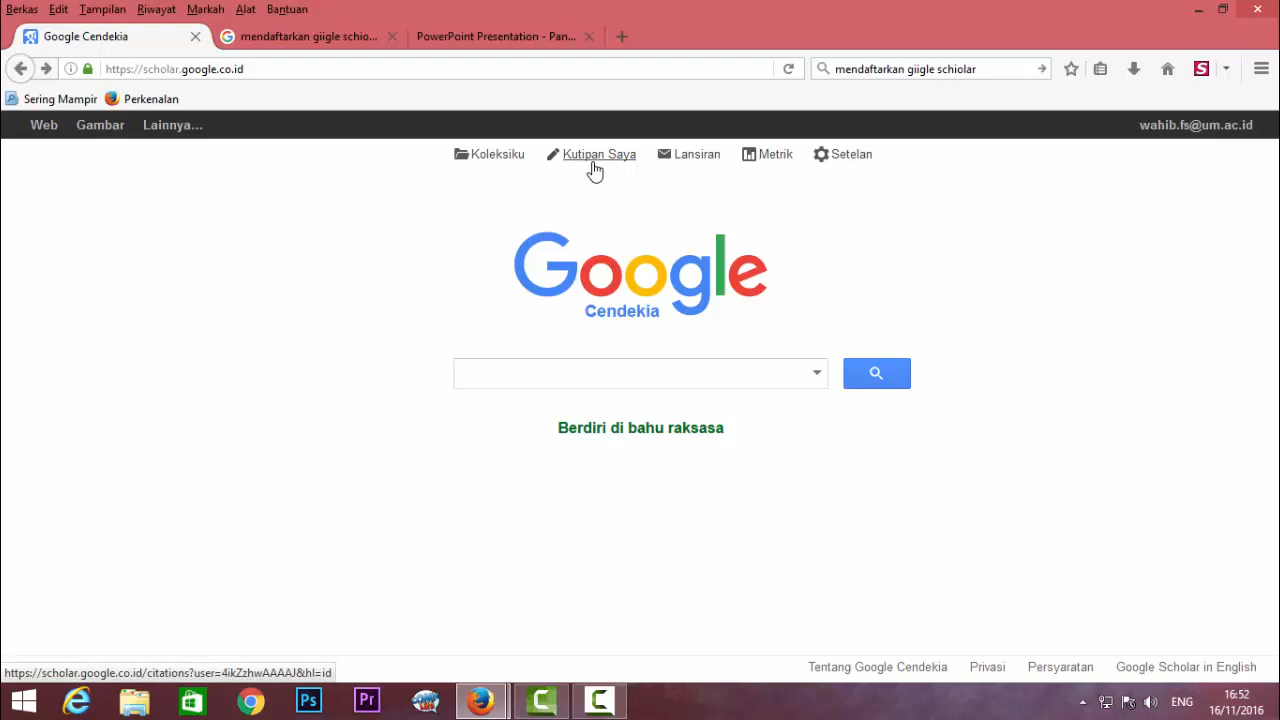 Berkas Edit Tampilan Riwayat Markah Alat Bantuan
Google Cendekia mendaftarkan giigle schio... PowerPoint Presentation - Pan...
https://scholar.google.co.id mendaftarkan giigle schiolar S
Sering Mampir Perkenalan
Web Gambar Lainnya... wahib.fs@um.ac.id
Koleksiku Kutipan Saya Lansiran Metrik Setelan
Google
Cendekia
Berdiri di bahu raksasa
https://scholar.google.co.id/citations?user=4ikZzhwAAAAJ&hl=id
Tentang Google Cendekia Privasi Persyaratan Google Scholar in English
Ps Pr ENG 16:52
16/11/2016